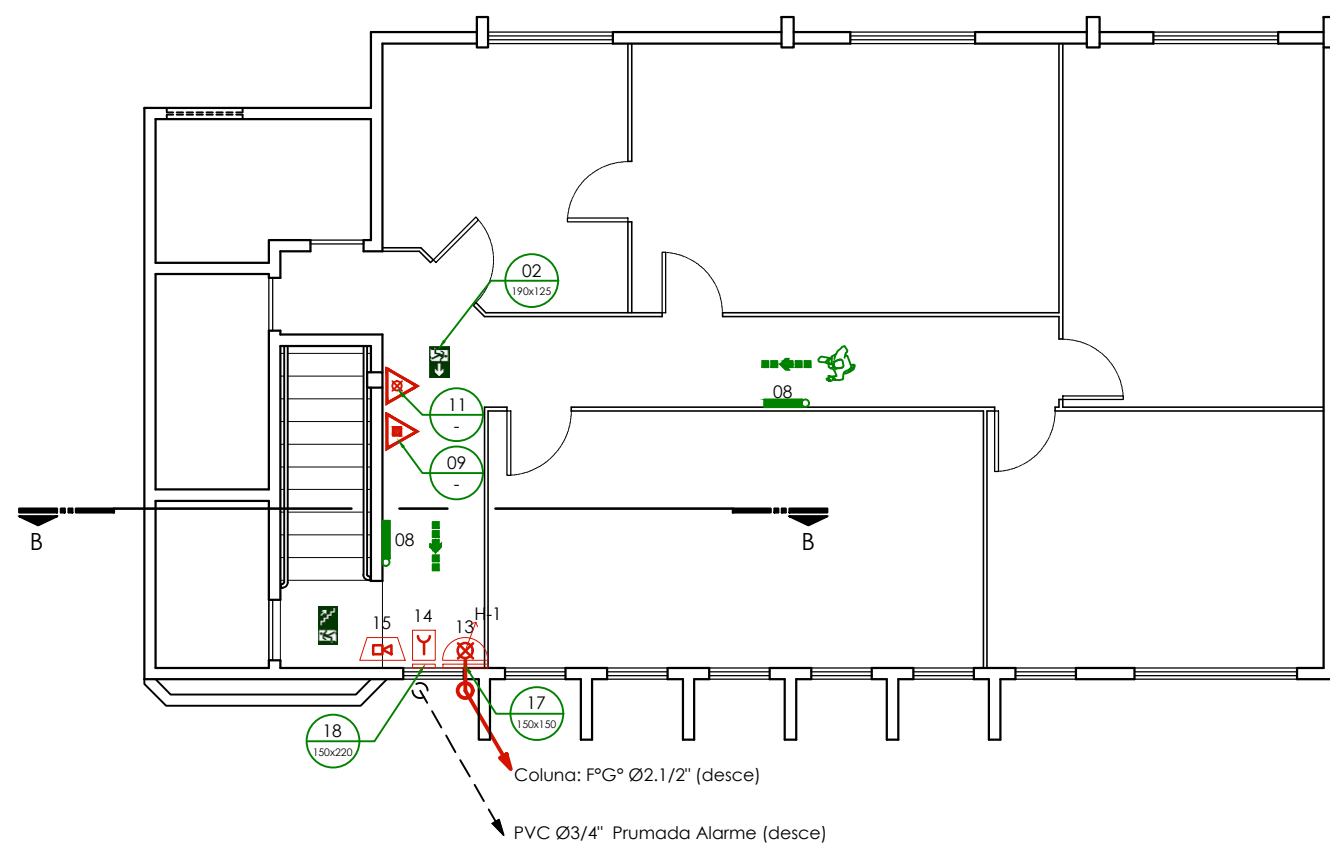 02
190x125
08
11
-
09
-
B
B
08
H-1
15
14
13
17
150x150
18
150x220
Coluna: F°G° Ø2.1/2" (desce)
PVC Ø3/4" Prumada Alarme (desce)